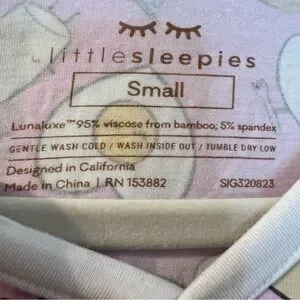 littlesleepies
Small
Lunaluxe™ 95% viscose from bamboo, 5% spandex
GENTLE WASH COLD / WASH INSIDE OUT / TUMBLE DRY LOW
Designed in California
Made in China | RN 153882 SIG320823